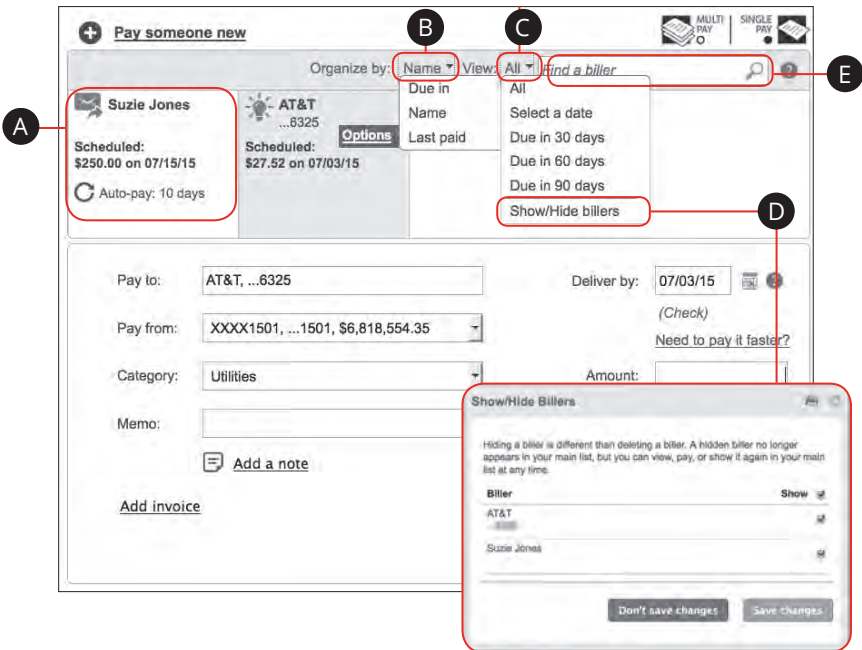 Pay someone new
MULTI PAY
SINGLE PAY
B
C
Organize by: Name View: All Find a biller
E
A
Suzie Jones
Scheduled:
$250.00 on 07/15/15
Auto-pay: 10 days
AT&T
...6325
Options
Scheduled:
$27.52 on 07/03/15
Due in
Name
Last paid
All
Select a date
Due in 30 days
Due in 60 days
Due in 90 days
Show/Hide billers
D
Pay to: AT&T, ...6325
Deliver by: 07/03/15
(Check)
Need to pay it faster?
Pay from: XXXX1501, ...1501, $6,818,554.35
Category: Utilities
Amount:
Memo:
Add a note
Add invoice
Show/Hide Billers
Hiding a biller is different than deleting a biller. A hidden biller no longer
appears in your main list, but you can view, pay, or show it again in your main
list at any time.
Biller Show
AT&T
Suzie Jones
Don't save changes Save changes